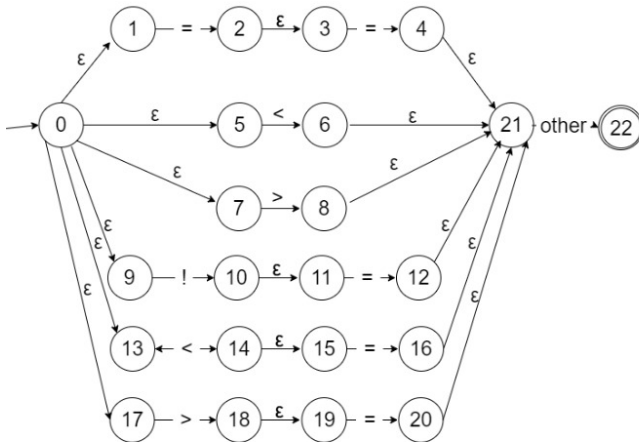 1 = 2 ε 3 = 4
ε ε
0 ε 5 < 6 ε 21 other 22
ε 7 > 8 ε
ε ε ε ε ε ε
9 ! 10 ε 11 = 12
13 < 14 ε 15 = 16
17 > 18 ε 19 = 20